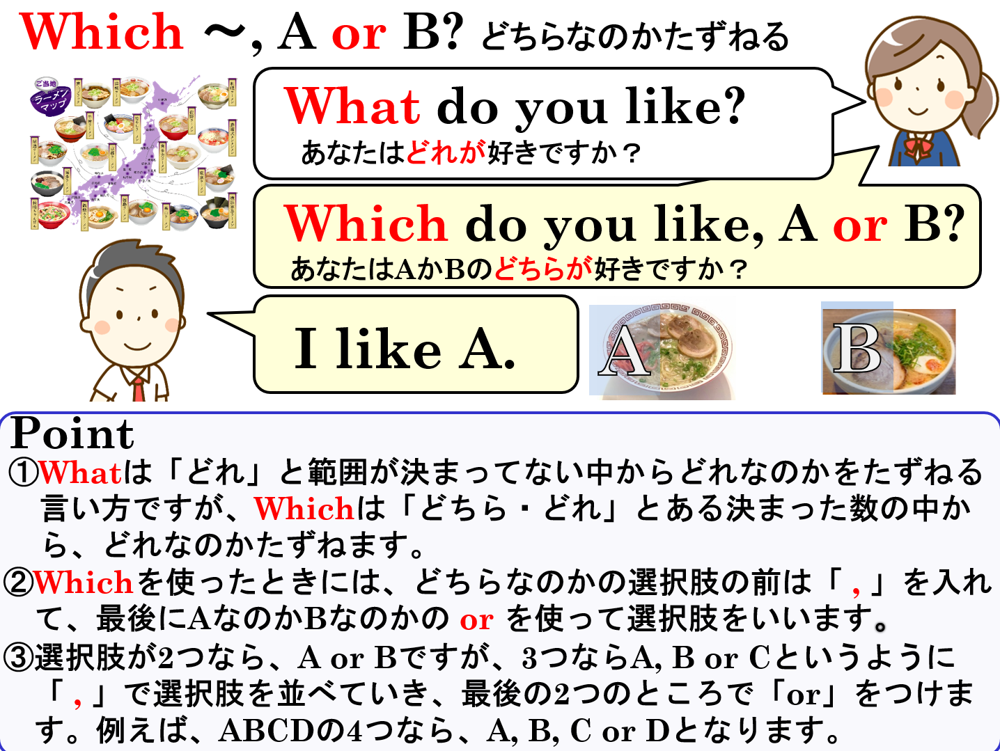 Which ～, A or B? どちらなのかたずねる
ご当地
ラーメン
マップ
What do you like?
あなたはどれが好きですか？
Which do you like, A or B?
あなたはAかBのどちらが好きですか？
I like A.
A
B
Point
①Whatは「どれ」と範囲が決まってない中からどれなのかをたずねる
言い方ですが、Whichは「どちら・どれ」とある決まった数の中か
ら、どれなのかたずねます。
②Whichを使ったときには、どちらなのかの選択肢の前は「 , 」を入れ
て、最後にAなのかBなのかの or を使って選択肢をいいます。
③選択肢が2つなら、A or Bですが、3つならA, B or Cというように
「 , 」で選択肢を並べていき、最後の2つのところで「or」をつけま
す。例えば、ABCDの4つなら、A, B, C or Dとなります。